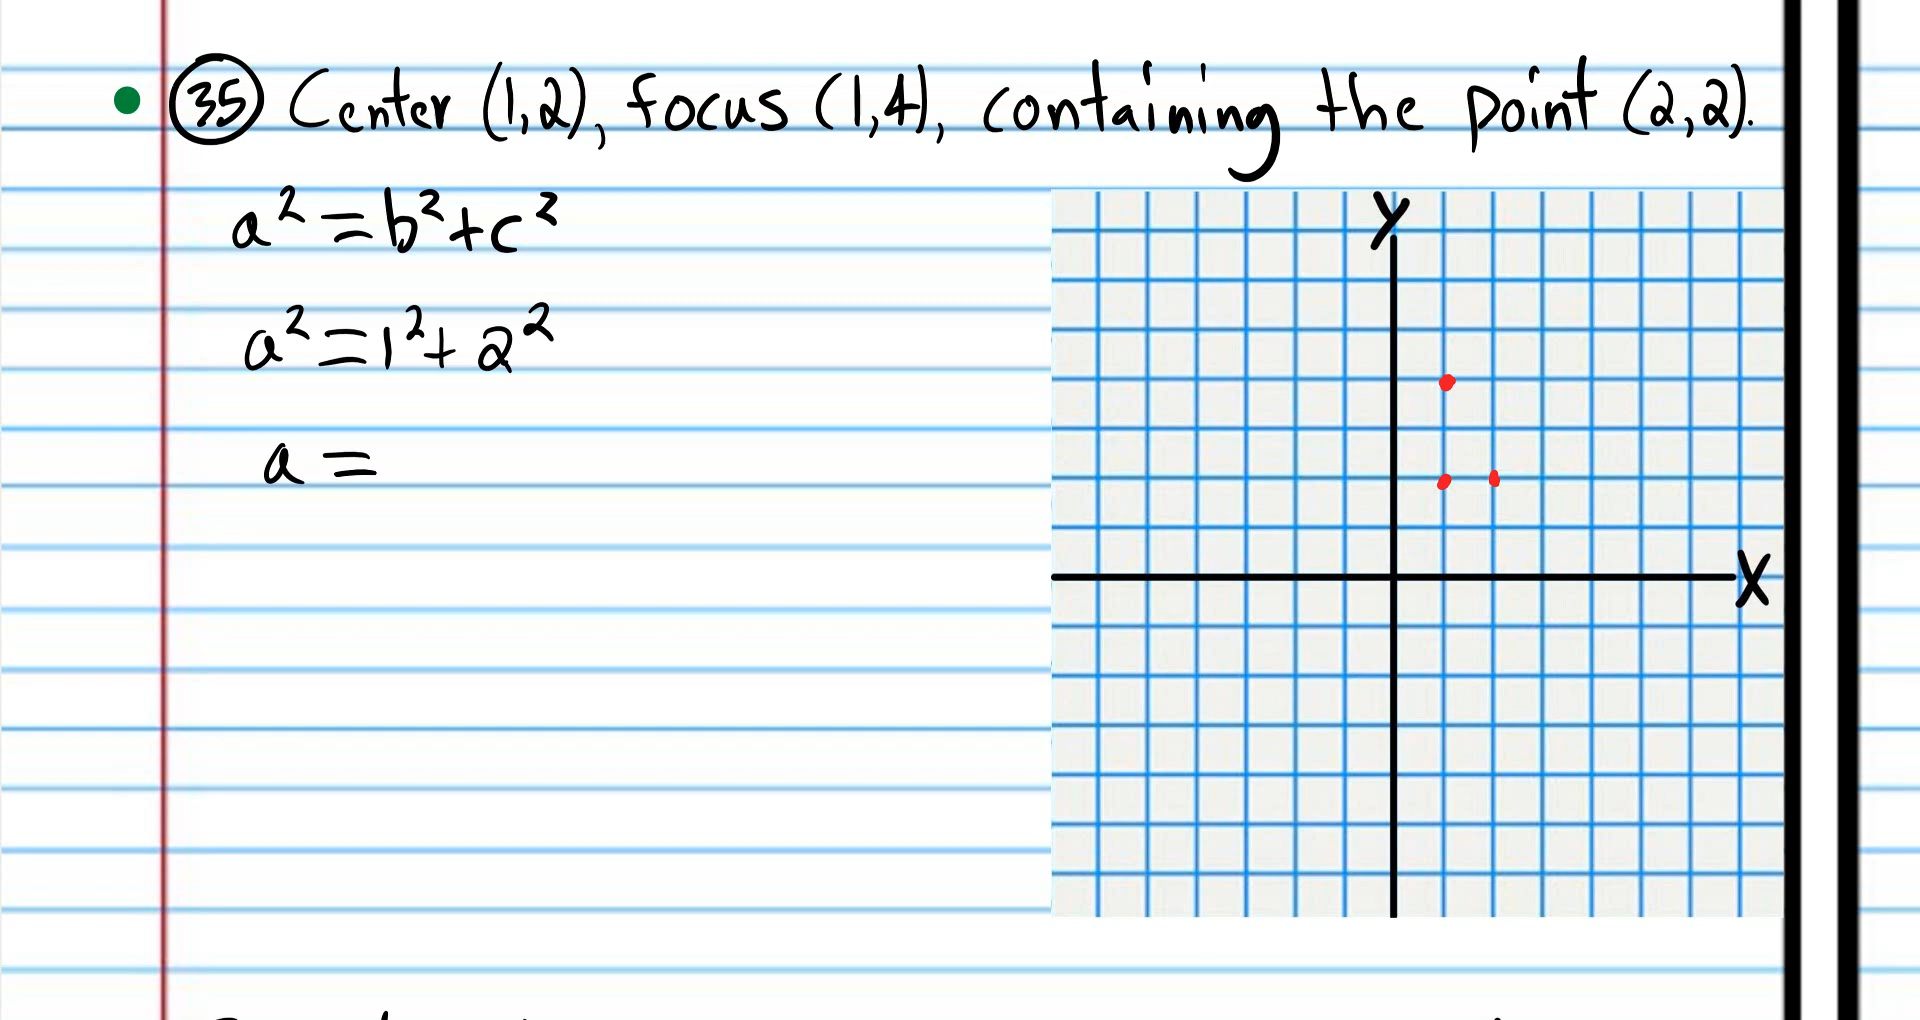 35 Center (1,2), focus (1,4), containing the point (2,2).
a² = b² + c²
a² = 1² + 2²
a =
Y
X